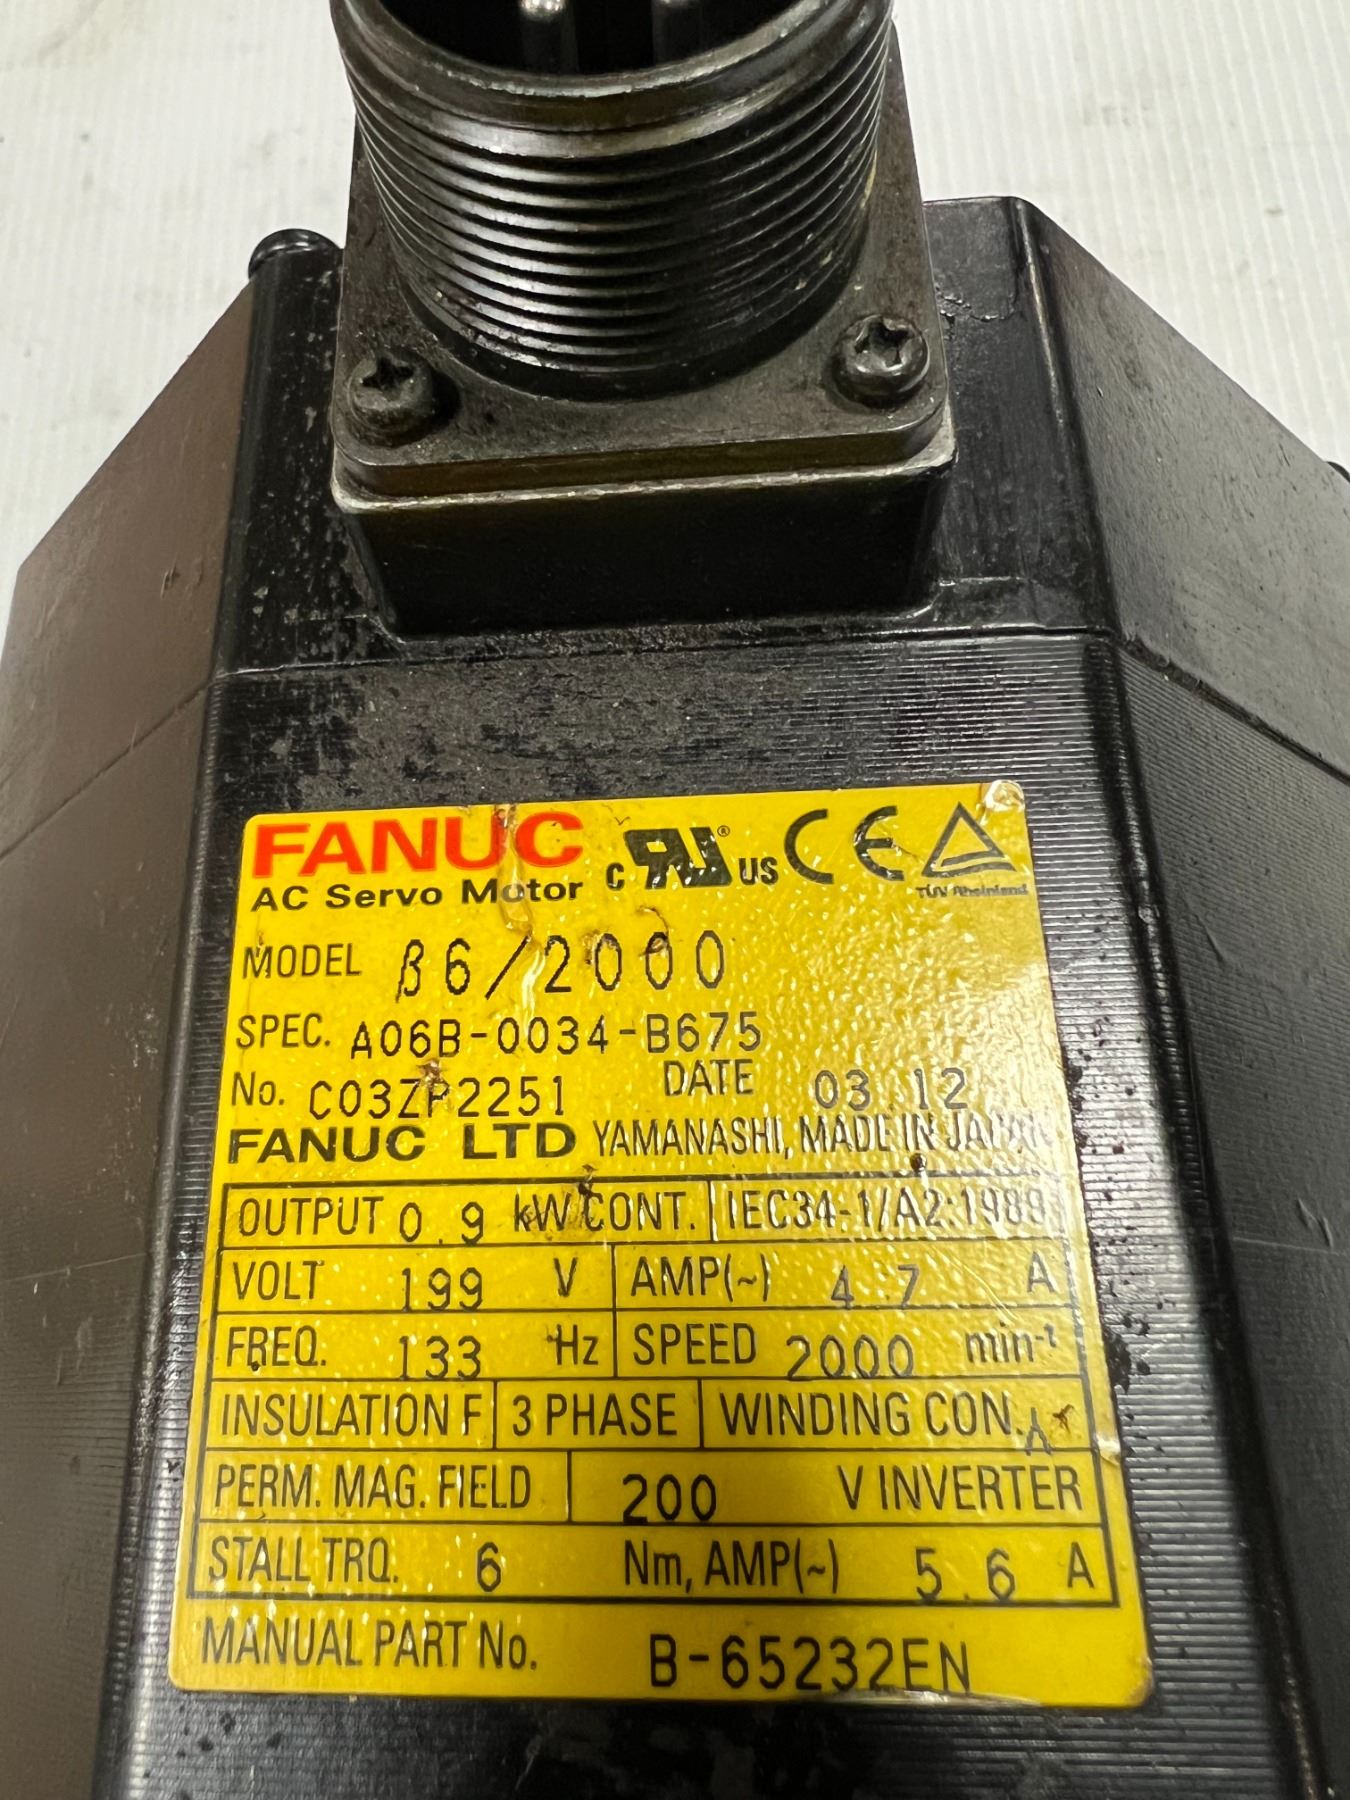 FANUC
AC Servo Motor c RU ® US CE TÜV Rheinland
MODEL β6/2000
SPEC. A06B-0034-B675
No. C03ZP2251 DATE 03.12
FANUC LTD YAMANASHI, MADE IN JAPAN
OUTPUT 0.9 kW CONT. IEC34-1/A2:1989
VOLT 199 V AMP(~) 4.7 A
FREQ. 133 Hz SPEED 2000 min⁻¹
INSULATION F 3 PHASE WINDING CON. Y
PERM. MAG. FIELD 200 V INVERTER
STALL TRQ. 6 Nm, AMP(~) 5.6 A
MANUAL PART No. B-65232EN